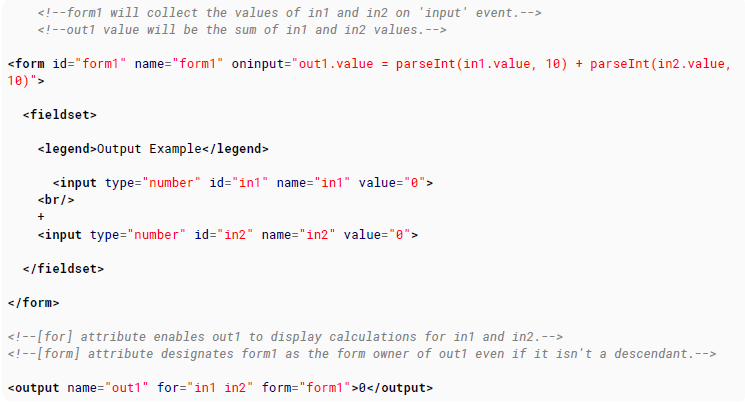 <!--form1 will collect the values of in1 and in2 on 'input' event.-->
<!--out1 value will be the sum of in1 and in2 values.-->
<form id="form1" name="form1" oninput="out1.value = parseInt(in1.value, 10) + parseInt(in2.value,
10)">
<fieldset>
<legend>Output Example</legend>
<input type="number" id="in1" name="in1" value="0">
<br/>
+
<input type="number" id="in2" name="in2" value="0">
</fieldset>
</form>
<!--[for] attribute enables out1 to display calculations for in1 and in2.-->
<!--[form] attribute designates form1 as the form owner of out1 even if it isn't a descendant.-->
<output name="out1" for="in1 in2" form="form1">0</output>